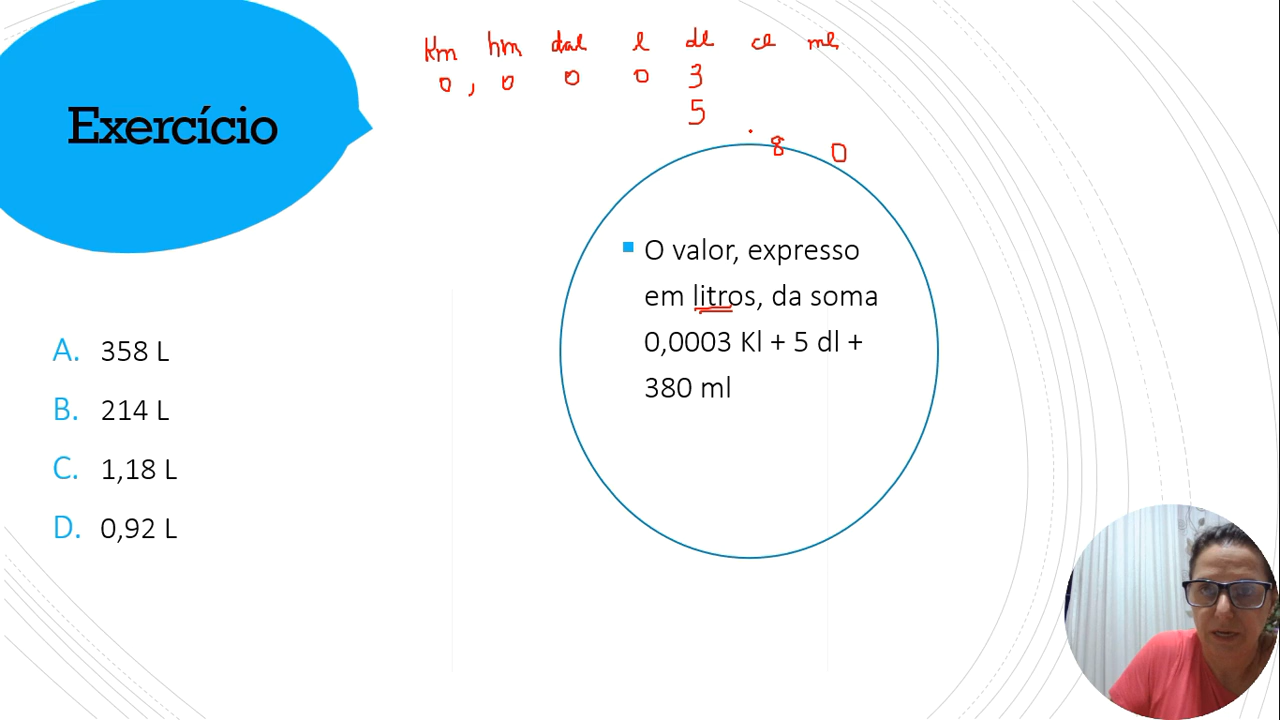 Km hm dal l dl cl ml
0, 0 0 0 3
5
8 0
Exercício
O valor, expresso
em litros, da soma
0,0003 Kl + 5 dl +
380 ml
A. 358 L
B. 214 L
C. 1,18 L
D. 0,92 L